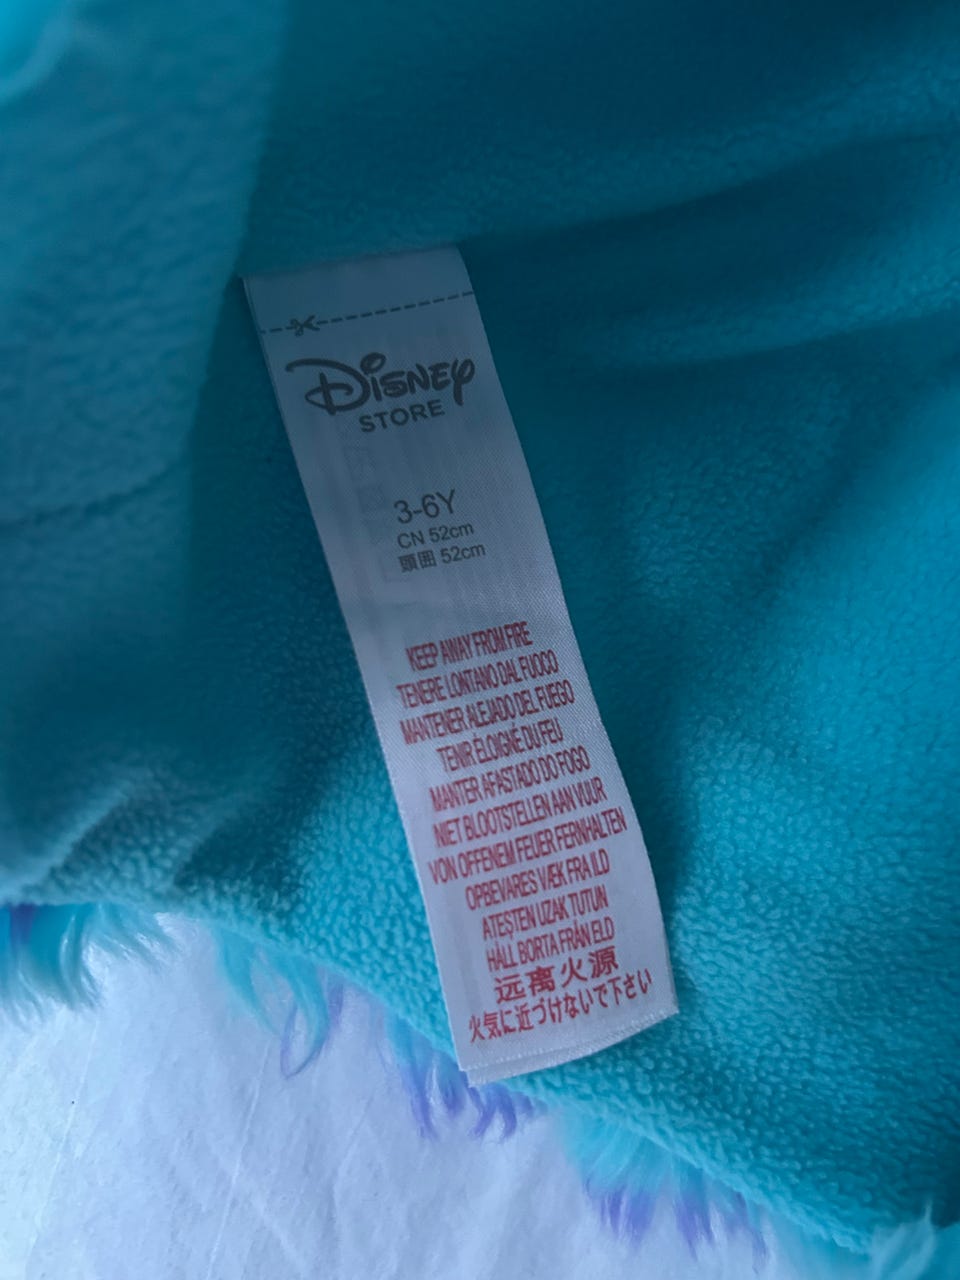 Disney
STORE
3-6Y
CN 52cm
頭囲 52cm
KEEP AWAY FROM FIRE
TENERE LONTANO DAL FUOCO
MANTENER ALEJADO DEL FUEGO
TENIR ÉLOIGNÉ DU FEU
MANTER AFASTADO DO FOGO
NIET BLOOTSTELLEN AAN VUUR
VON OFFENEM FEUER FERNHALTEN
OPBEVARES VÆK FRA ILD
ATEŞTEN UZAK TUTUN
HÅLL BORTA FRÅN ELD
远离火源
火気に近づけないで下さい